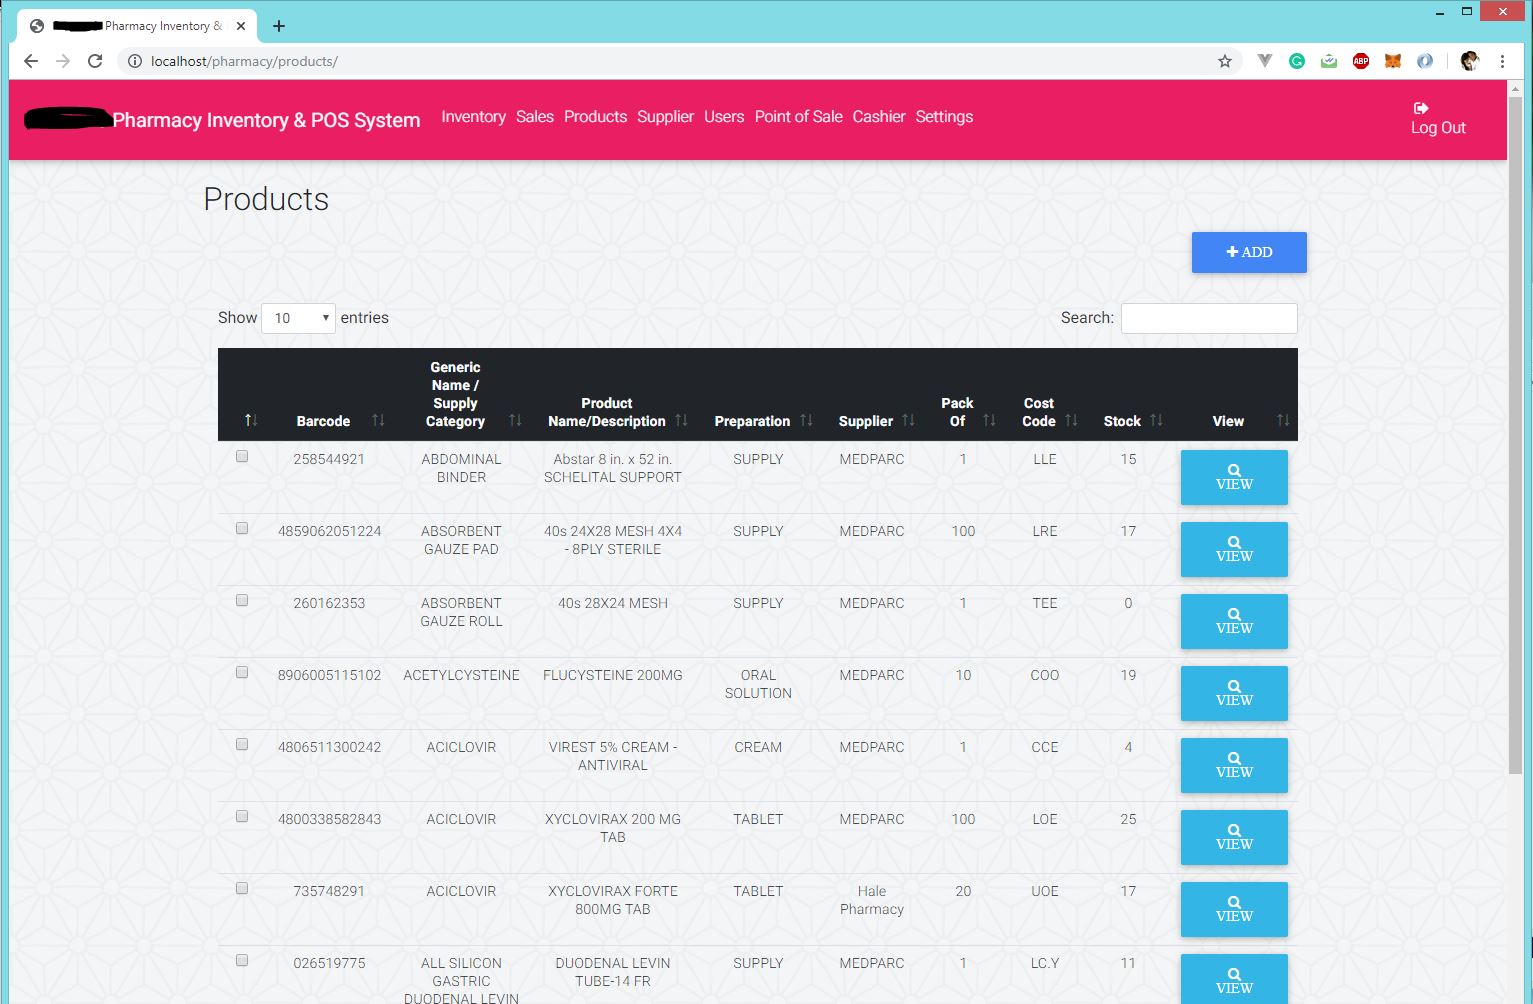 Pharmacy Inventory &
localhost/pharmacy/products/
ABP
Pharmacy Inventory & POS System Inventory Sales Products Supplier Users Point of Sale Cashier Settings Log Out
Products
ADD
Show 10 entries Search:
Barcode Generic Name / Supply Category Product Name/Description Preparation Supplier Pack Of Cost Code Stock View
258544921 ABDOMINAL BINDER Abstar 8 in. x 52 in. SCHELITAL SUPPORT SUPPLY MEDPARC 1 LLE 15 VIEW
4859062051224 ABSORBENT GAUZE PAD 40s 24X28 MESH 4X4 - 8PLY STERILE SUPPLY MEDPARC 100 LRE 17 VIEW
260162353 ABSORBENT GAUZE ROLL 40s 28X24 MESH SUPPLY MEDPARC 1 TEE 0 VIEW
8906005115102 ACETYLCYSTEINE FLUCYSTEINE 200MG ORAL SOLUTION MEDPARC 10 COO 19 VIEW
4806511300242 ACICLOVIR VIREST 5% CREAM - ANTIVIRAL CREAM MEDPARC 1 CCE 4 VIEW
4800338582843 ACICLOVIR XYCLOVIRAX 200 MG TAB TABLET MEDPARC 100 LOE 25 VIEW
735748291 ACICLOVIR XYCLOVIRAX FORTE 800MG TAB TABLET Hale Pharmacy 20 UOE 17 VIEW
026519775 ALL SILICON GASTRIC DUODENAL LEVIN DUODENAL LEVIN TUBE-14 FR SUPPLY MEDPARC 1 LC.Y 11 VIEW